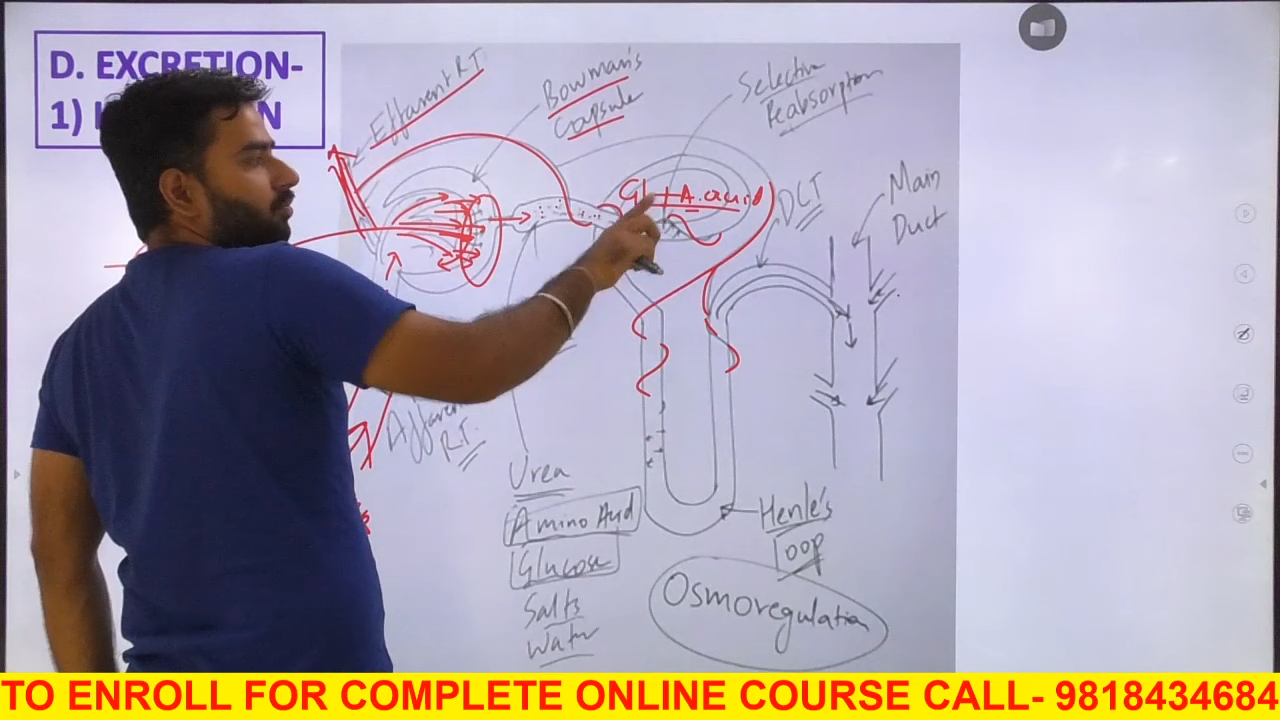 D. EXCRETION-
1)
Efferent R.T.
Bowman's
Capsule
Selective
Reabsorption
Gl + A. acid
DCT
Main
Duct
Afferent
R.T.
Urea
Amino Acid
Glucose
Salts
Water
Henle's
loop
Osmoregulation
TO ENROLL FOR COMPLETE ONLINE COURSE CALL- 9818434684